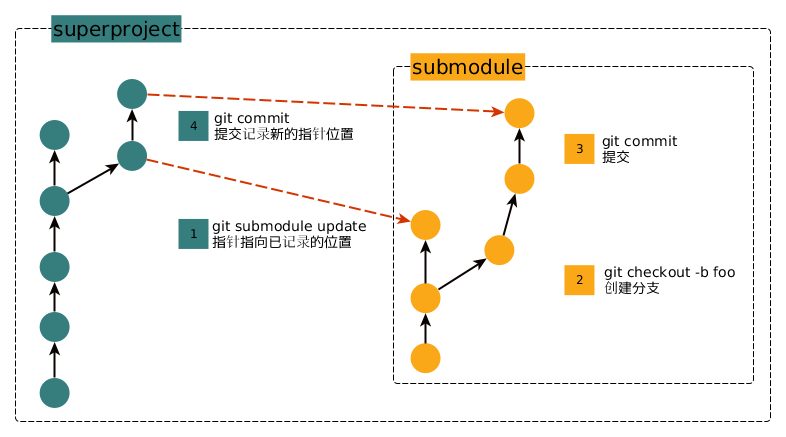 superproject
submodule
4
git commit
提交记录新的指针位置
3
git commit
提交
1
git submodule update
指针指向已记录的位置
2
git checkout -b foo
创建分支